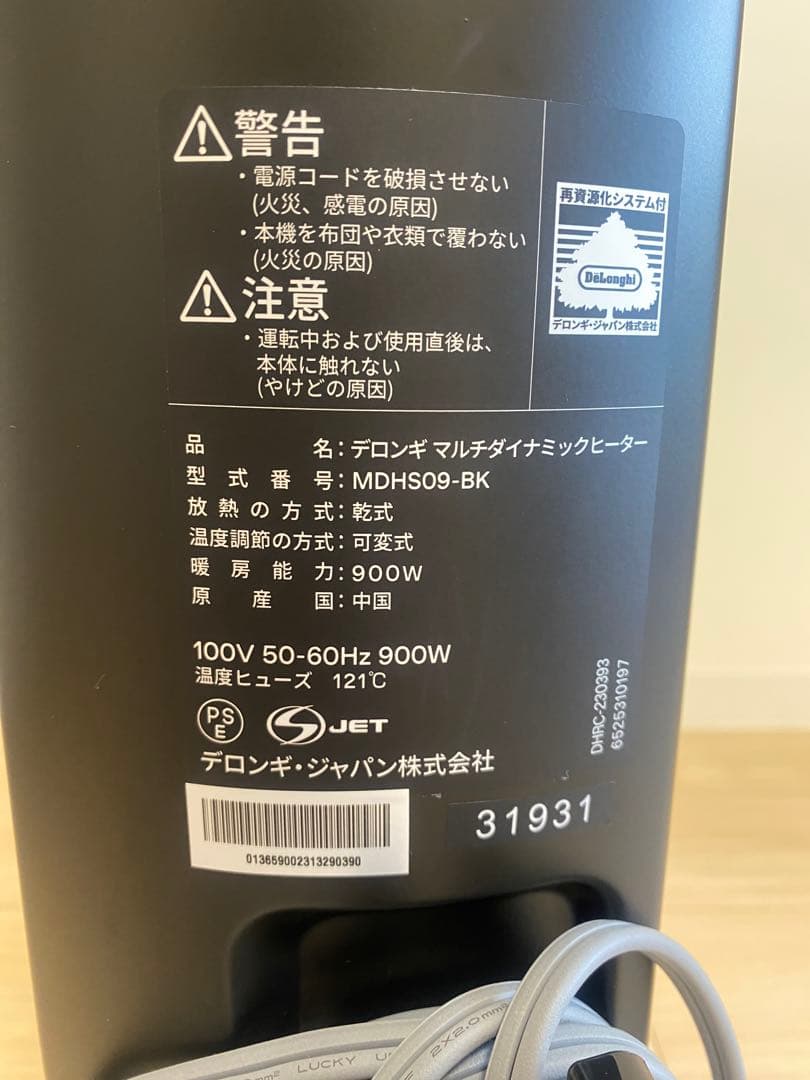 警告
・電源コードを破損させない
(火災、感電の原因)
・本機を布団や衣類で覆わない
(火災の原因)
注意
・運転中および使用直後は、
本体に触れない
(やけどの原因)
再資源化システム付
DeLonghi
デロンギ・ジャパン株式会社
品名：デロンギ マルチダイナミックヒーター
型式番号：MDHS09-BK
放熱の方式：乾式
温度調節の方式：可変式
暖房能力：900W
原産国：中国
100V 50-60Hz 900W
温度ヒューズ 121℃
PSE
S JET
デロンギ・ジャパン株式会社
DHRC-230393
6525310197
013659002313290390
31931
2X2.0mm²
mm² LUCKY